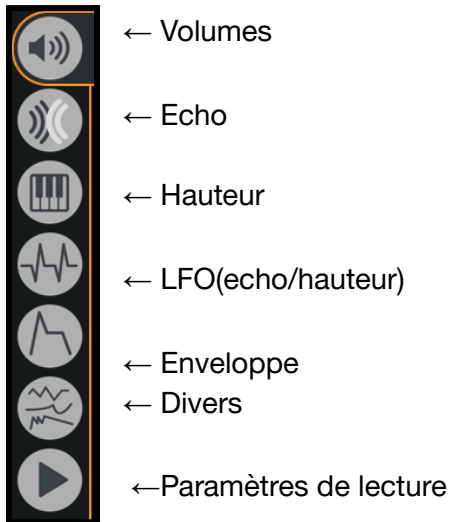 ← Volumes
← Echo
← Hauteur
← LFO(echo/hauteur)
← Enveloppe
← Divers
←Paramètres de lecture